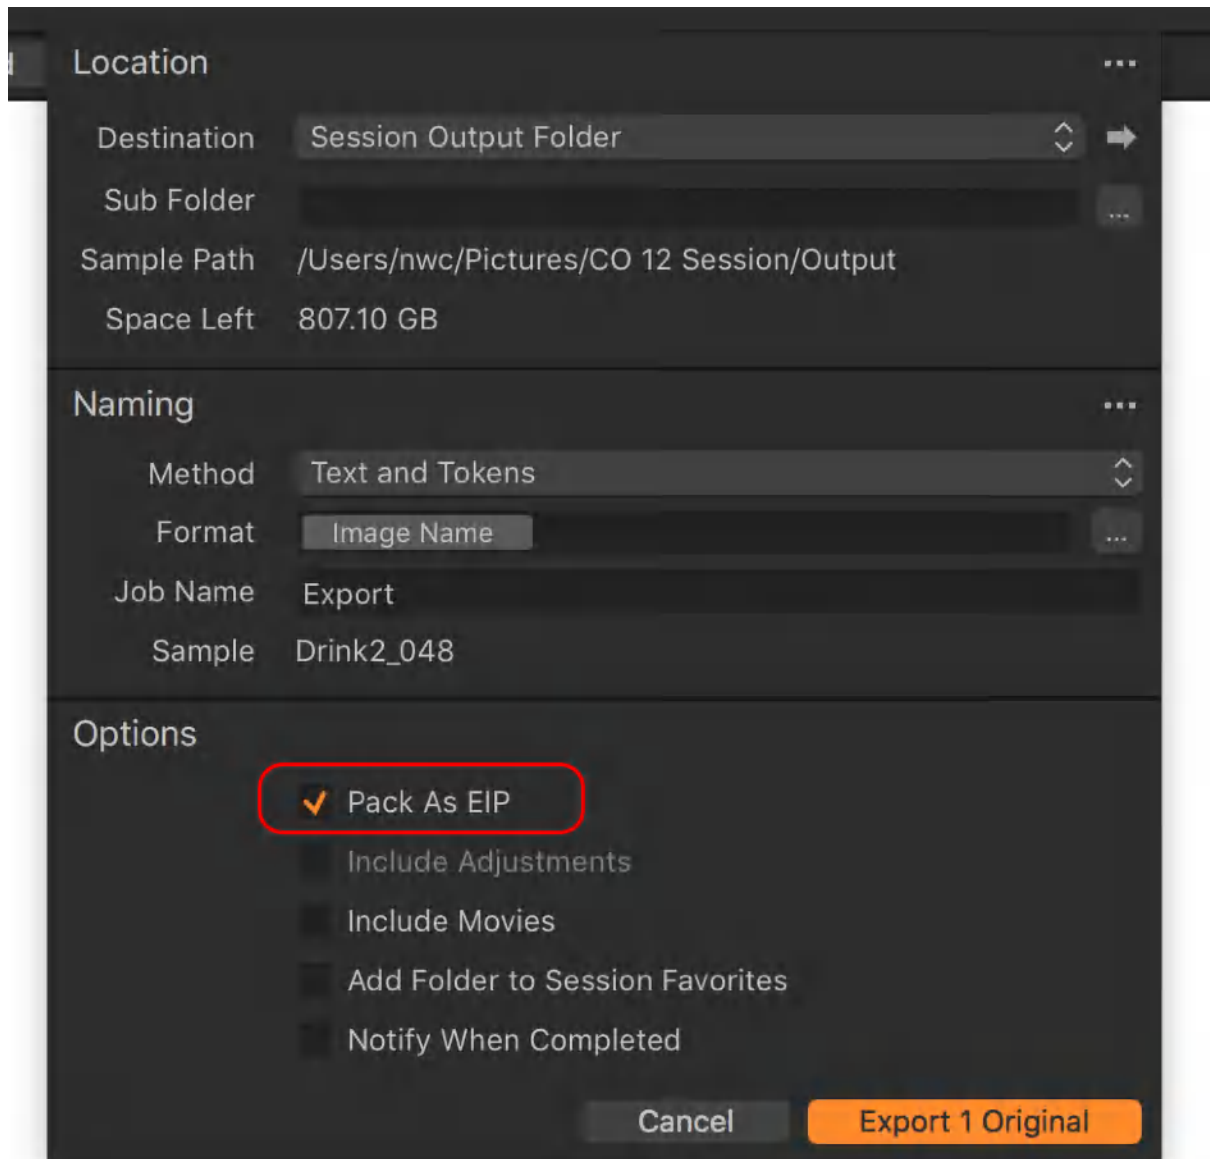 Location
...
Destination Session Output Folder
Sub Folder ...
Sample Path /Users/nwc/Pictures/CO 12 Session/Output
Space Left 807.10 GB
Naming
...
Method Text and Tokens
Format Image Name ...
Job Name Export
Sample Drink2_048
Options
Pack As EIP
Include Adjustments
Include Movies
Add Folder to Session Favorites
Notify When Completed
Cancel Export 1 Original